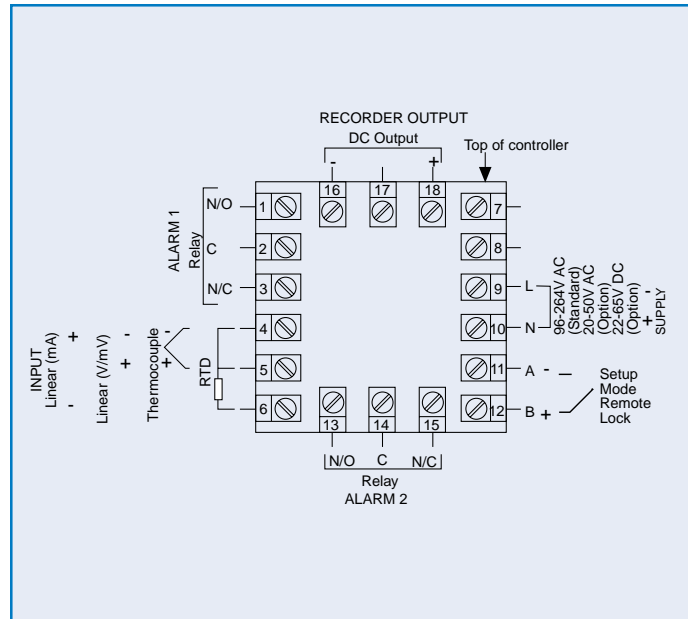 RECORDER OUTPUT
DC Output
Top of controller
- +
16 17 18
ALARM 1
Relay
N/O 1
C 2
N/C 3
4
5
6
7
8
9 L
10 N
11 A -
12 B +
96-264V AC
(Standard)
20-50V AC
(Option)
22-65V DC
(Option)
+ -
SUPPLY
Setup
Mode
Remote
Lock
INPUT
Linear (mA)
- +
Linear (V/mV)
+ -
Thermocouple
+ -
RTD
13 14 15
N/O C N/C
Relay
ALARM 2